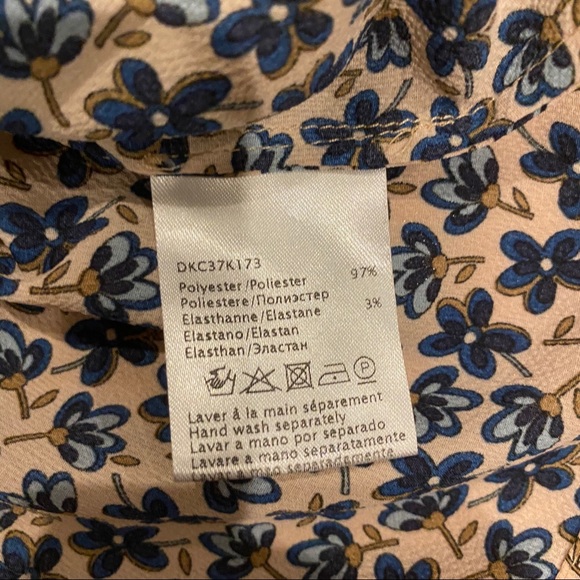 DKC37K173
Polyester/Poliester 97%
Poliestere/Полиэстер
Elasthanne/Elastane 3%
Elastano/Elastan
Elasthan/Эластан
P
Laver à la main séparement
Hand wash separately
Lavar a mano por separado
Lavare a mano separatamente